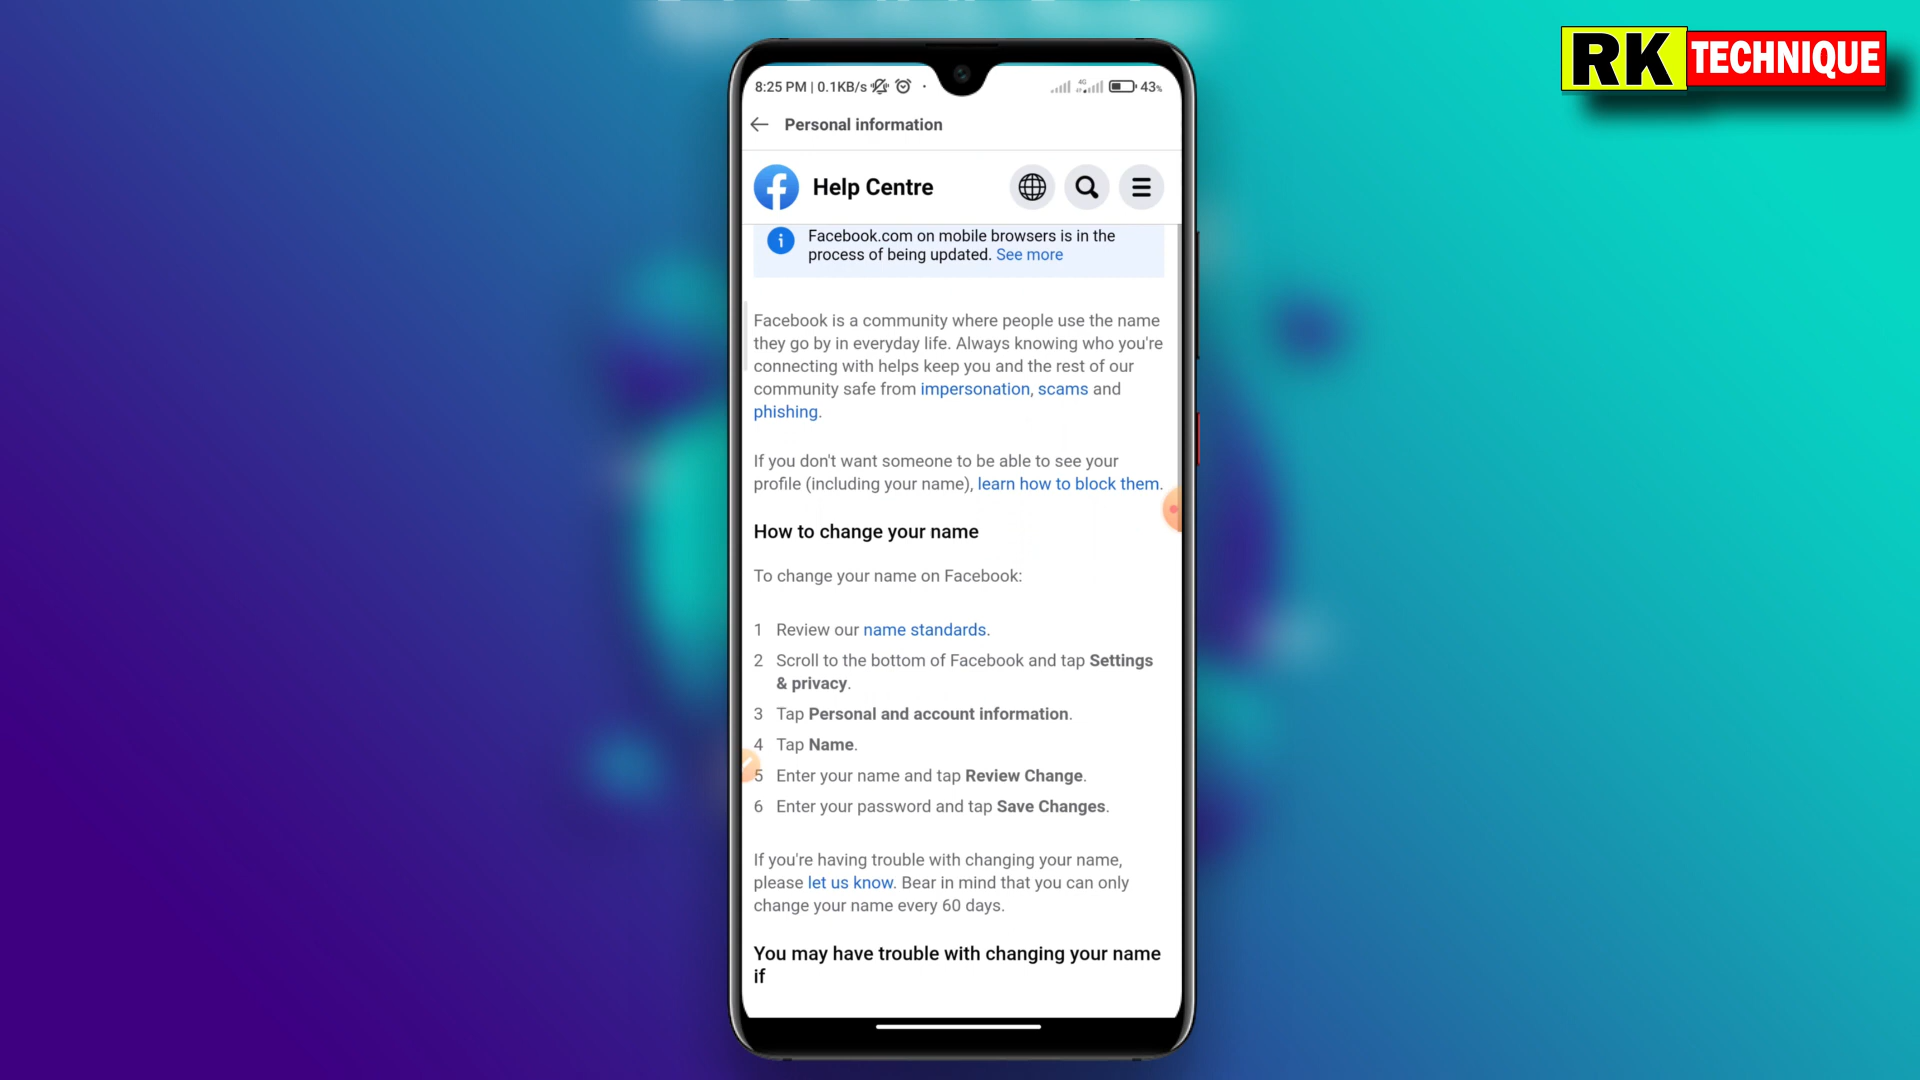 RK TECHNIQUE
8:25 PM | 0.1KB/s
4G
43%
Personal information
Help Centre
Facebook.com on mobile browsers is in the
process of being updated. See more
Facebook is a community where people use the name
they go by in everyday life. Always knowing who you're
connecting with helps keep you and the rest of our
community safe from impersonation, scams and
phishing.
If you don't want someone to be able to see your
profile (including your name), learn how to block them.
How to change your name
To change your name on Facebook:
1 Review our name standards.
2 Scroll to the bottom of Facebook and tap Settings
& privacy.
3 Tap Personal and account information.
4 Tap Name.
5 Enter your name and tap Review Change.
6 Enter your password and tap Save Changes.
If you're having trouble with changing your name,
please let us know. Bear in mind that you can only
change your name every 60 days.
You may have trouble with changing your name
if